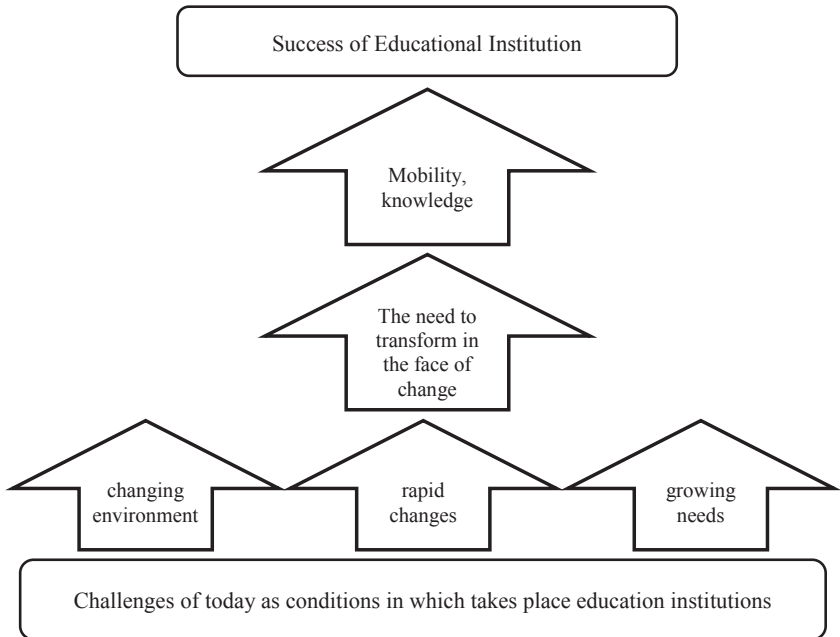 Success of Educational Institution
Mobility,
knowledge
The need to
transform in
the face of
change
changing
environment
rapid
changes
growing
needs
Challenges of today as conditions in which takes place education institutions